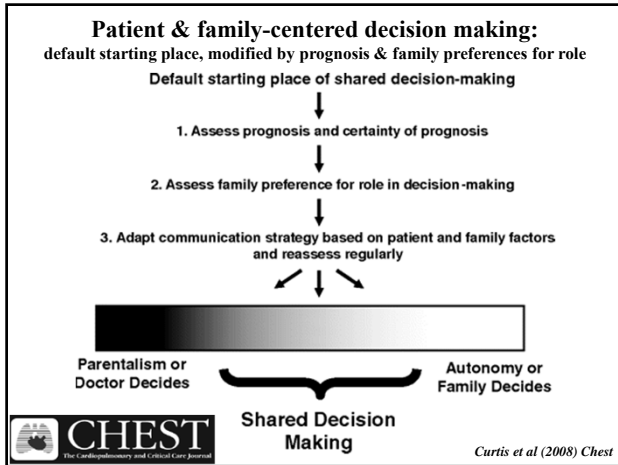 Patient & family-centered decision making:
default starting place, modified by prognosis & family preferences for role
Default starting place of shared decision-making
1. Assess prognosis and certainty of prognosis
2. Assess family preference for role in decision-making
3. Adapt communication strategy based on patient and family factors
and reassess regularly
Parentalism or
Doctor Decides
Autonomy or
Family Decides
Shared Decision
Making
CHEST
The Cardiopulmonary and Critical Care Journal
Curtis et al (2008) Chest